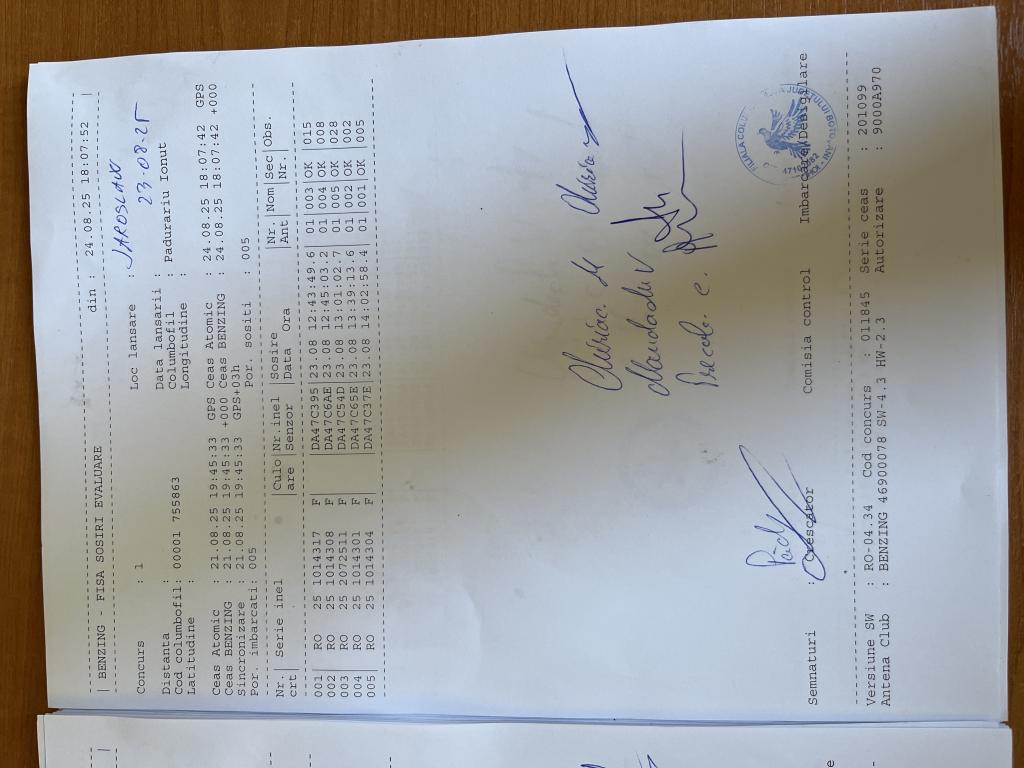 | BENZING - FISA SOSIRI EVALUARE din : 24.08.25 18:07:52 |
Concurs : 1 Loc lansare : JAROSLAW
Data lansarii : 23.08.25
Distanta : Columbofil : Padurariu Ionut
Cod columbofil: 00001 755863 Longitudine :
Latitudine :
Ceas Atomic : 21.08.25 19:45:33 GPS Ceas Atomic : 24.08.25 18:07:42 GPS
Ceas BENZING : 21.08.25 19:45:33 +000 Ceas BENZING : 24.08.25 18:07:42 +000
Sincronizare : 21.08.25 19:45:33 GPS+03h
Por. imbarcati: 005 Por. sositi : 005
Nr.| Serie inel |Culo|Nr.inel |Sosire Nr.|Nom|Sec|Obs.
crt| |are |Senzor |Data Ora Ant| |Nr.|
001| RO 25 1014317 F |DA47C395|23.08 12:43:49.6| 01|003|OK |015
002| RO 25 1014308 F |DA47C6AE|23.08 12:45:03.2| 01|004|OK |008
003| RO 25 2072511 F |DA47C54D|23.08 13:01:02.7| 01|005|OK |028
004| RO 25 1014301 F |DA47C65E|23.08 13:39:13.6| 01|002|OK |002
005| RO 25 1014304 F |DA47C37E|23.08 14:02:58.4| 01|001|OK |005
Semnaturi : Crescator Comisia control Imbarcare/Desigilare
Versiune SW : RO-04.34 Cod concurs : 011845 Serie ceas : 201099
Antena Club : BENZING 46900078 SW-4.3 HW-2.3 Autorizare : 9000A970